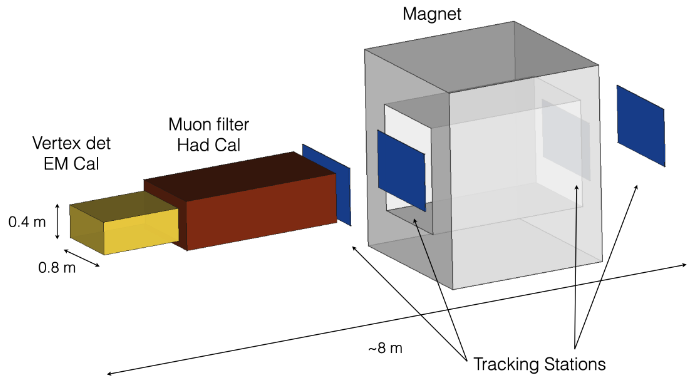 Magnet
Muon filter
Had Cal
Vertex det
EM Cal
0.4 m
0.8 m
~8 m
Tracking Stations